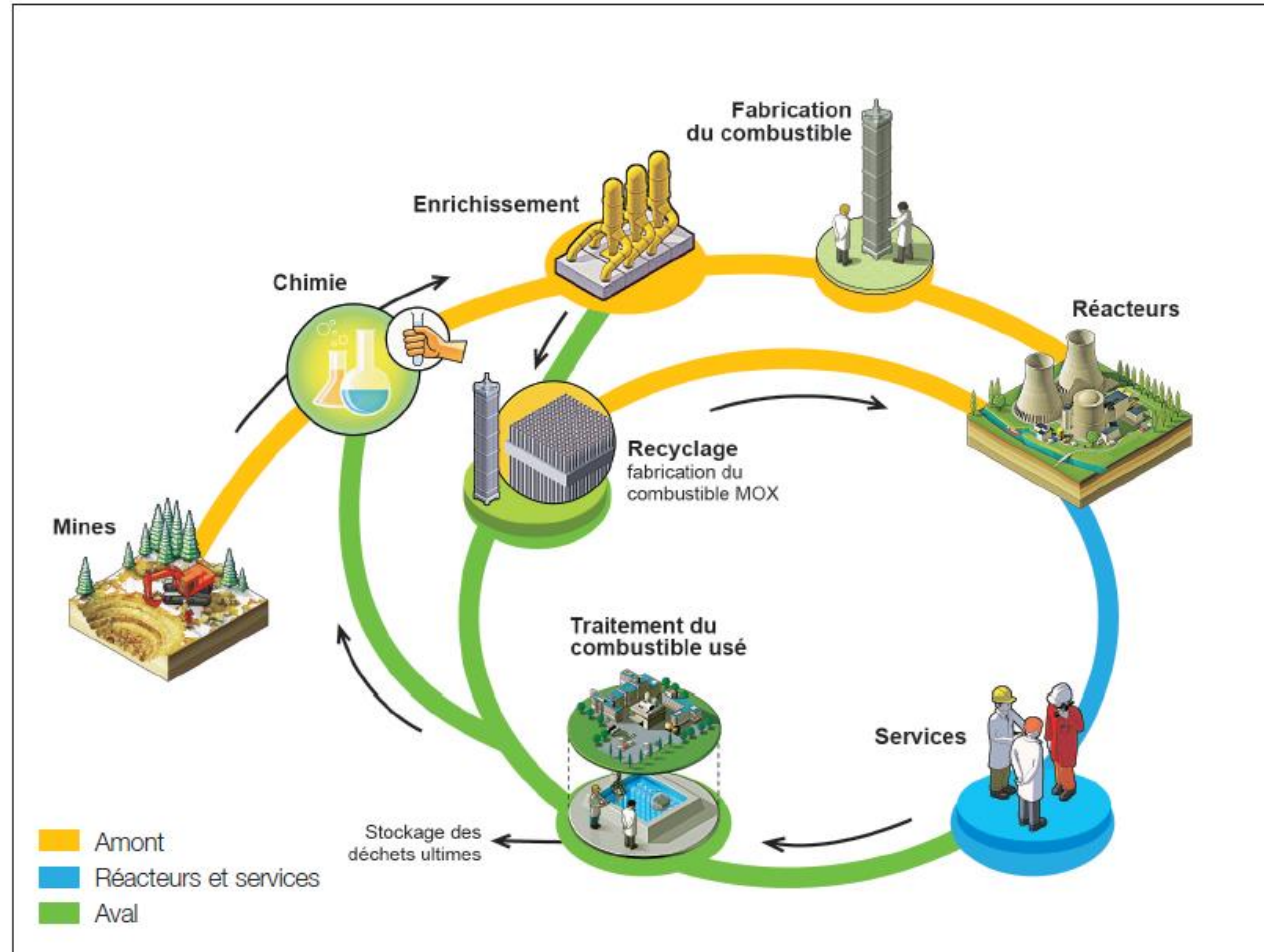 Fabrication
du combustible
Enrichissement
Chimie
Réacteurs
Recyclage
fabrication du
combustible MOX
Mines
Traitement du
combustible usé
Services
Stockage des
déchets ultimes
Amont
Réacteurs et services
Aval